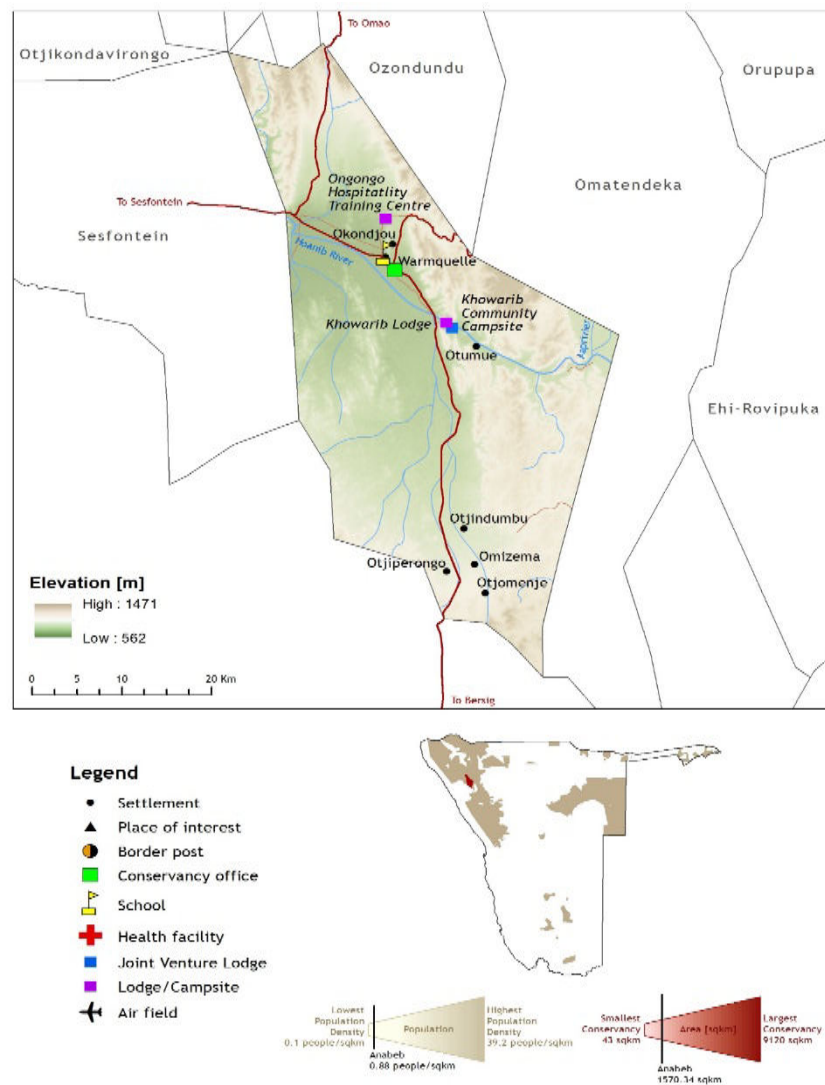 To Omao
Otjikondavirongo
Ozondundu
Orupupa
Omatendeka
Ongongo
Hospitatlity
Training Centre
To Sesfontein
Sesfontein
Okondjou
Hoanib River
Warmquelle
Khowarib
Community
Campsite
Khowarib Lodge
Otumue
Ehi-Rovipuka
Otjindumbu
Otjiperongo
Omizema
Otjomenje
Elevation [m]
High : 1471
Low : 562
0 5 10 20 Km
To Bersig
Legend
Settlement
Place of interest
Border post
Conservancy office
School
Health facility
Joint Venture Lodge
Lodge/Campsite
Air field
Lowest
Population
Density
0.1 people/sqkm
Population
Highest
Population
Density
39.2 people/sqkm
Anabeb
0.88 people/sqkm
Smallest
Conservancy
43 sqkm
Area [sqkm]
Largest
Conservancy
9120 sqkm
Anabeb
1570.34 sqkm